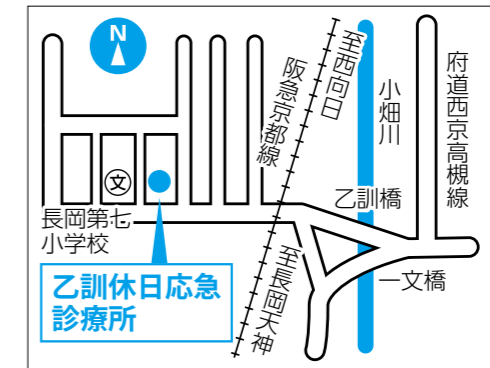 N
至西向日
阪急京都線
小畑川
府道西京高槻線
文
乙訓橋
長岡第七
小学校
一文橋
至長岡天神
乙訓休日応急
診療所